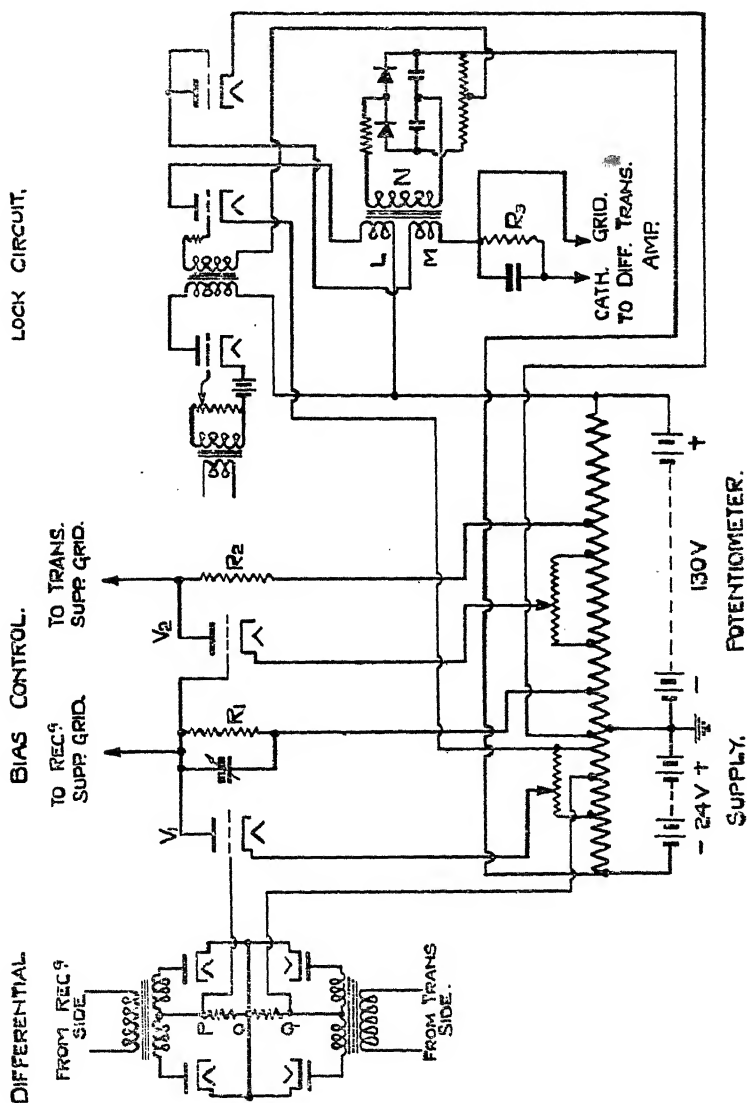 DIFFERENTIAL
BIAS CONTROL.
LOCK CIRCUIT.
FROM REC^G
SIDE
TO REC^G
SUPP. GRID.
TO TRANS.
SUPP. GRID.
V1
V2
R1
R2
P
O
Q
L
M
N
R3
CATH. GRID.
TO DIFF. TRANS.
AMP.
FROM TRANS
SIDE.
- 24V +
-
130V
+
SUPPLY.
POTENTIOMETER.